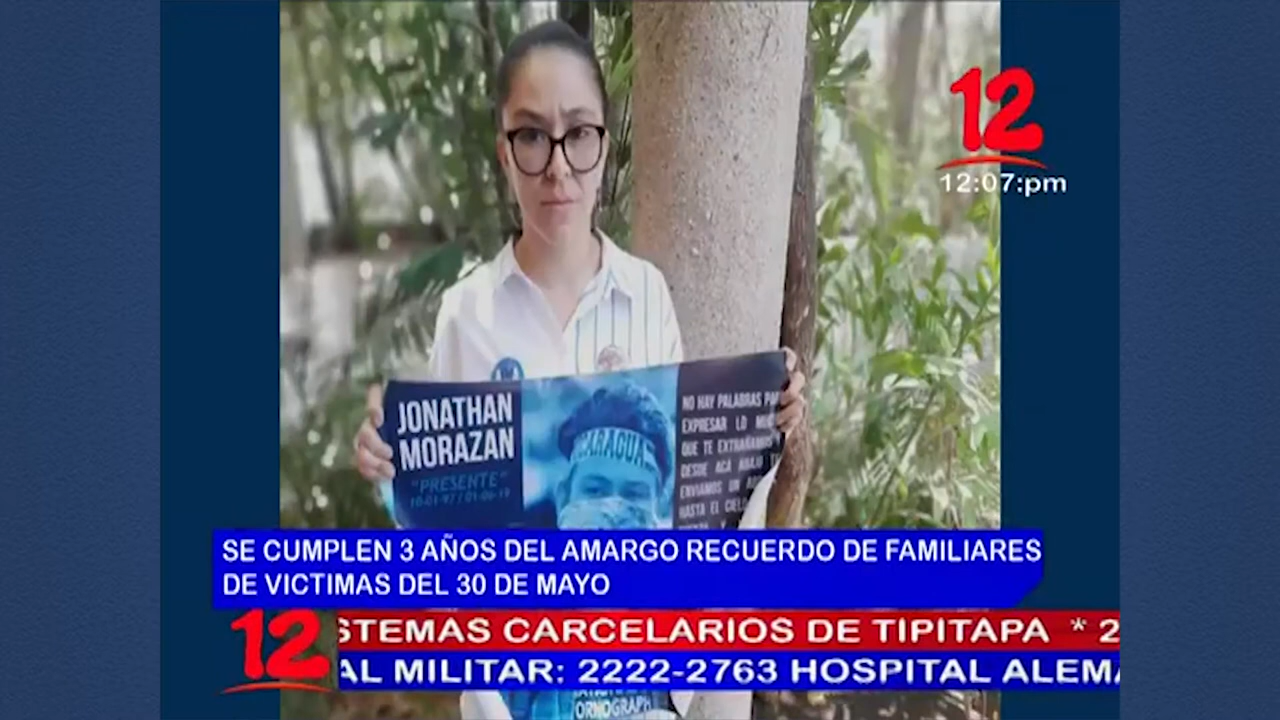 12
12:07:pm
JONATHAN
MORAZAN
"PRESENTE"
NO HAY PALABRAS
EXPRESAR LO
QUE TE EXTRAÑAMOS
DESDE ACÁ ABAJO
ENVIAMOS UN
HASTA EL CIELO
SE CUMPLEN 3 AÑOS DEL AMARGO RECUERDO DE FAMILIARES
DE VICTIMAS DEL 30 DE MAYO
12
STEMAS CARCELARIOS DE TIPITAPA * 2
AL MILITAR: 2222-2763 HOSPITAL ALEMA